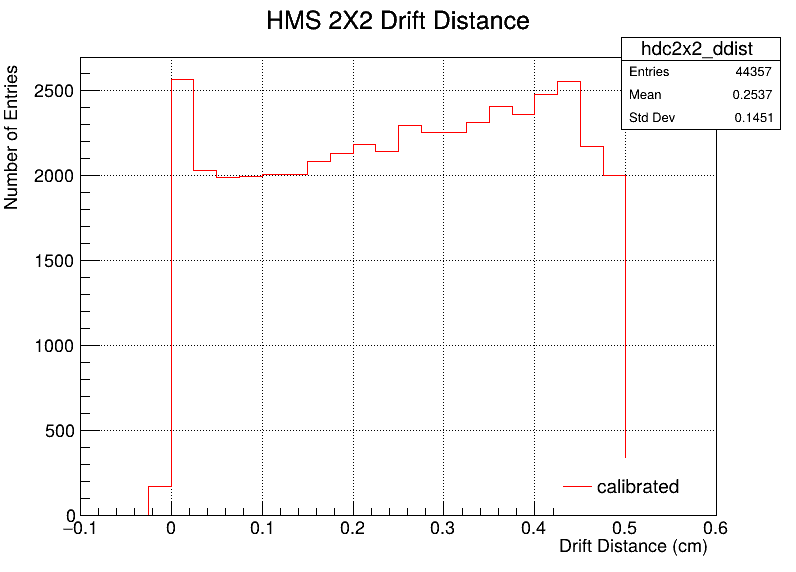 HMS 2X2 Drift Distance
hdc2x2_ddist
Entries 44357
Mean 0.2537
Std Dev 0.1451
Number of Entries
2500
2000
1500
1000
500
0
−0.1 0 0.1 0.2 0.3 0.4 0.5 0.6
calibrated
Drift Distance (cm)